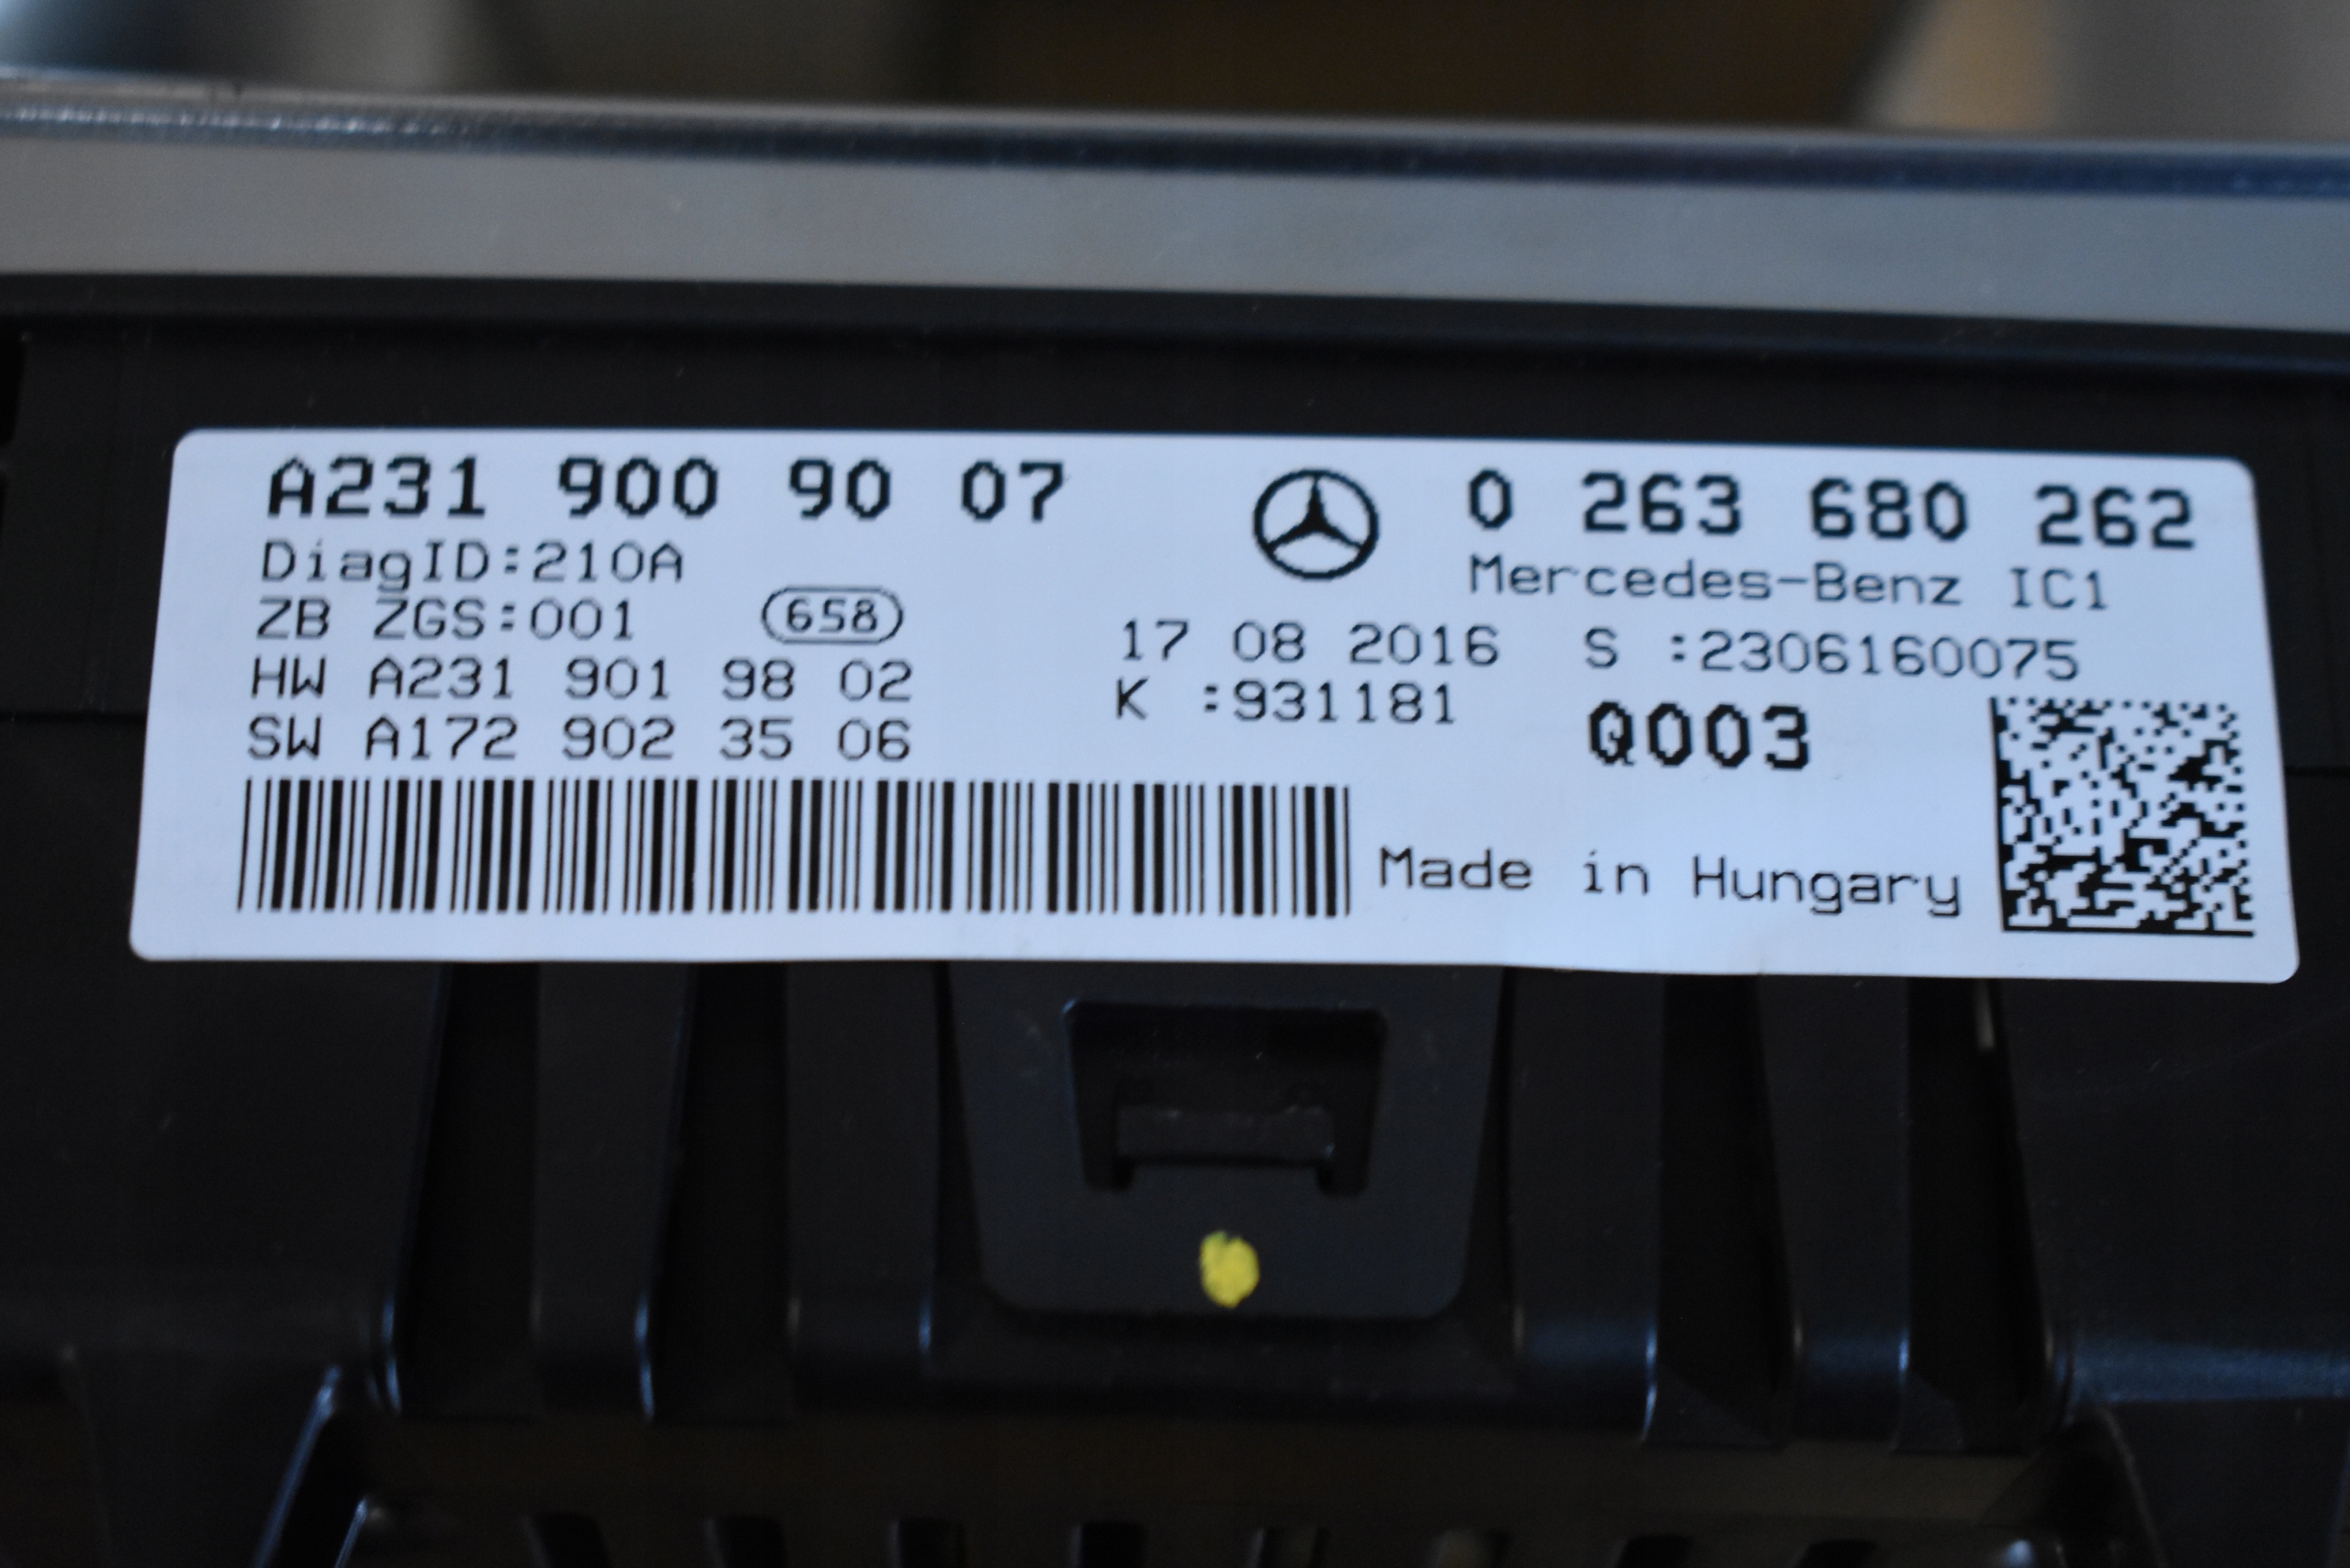 A231 900 90 07
DiagID:210A
ZB ZGS:001 658
HW A231 901 98 02
SW A172 902 35 06
0 263 680 262
Mercedes-Benz IC1
17 08 2016 S :2306160075
K :931181
Q003
Made in Hungary